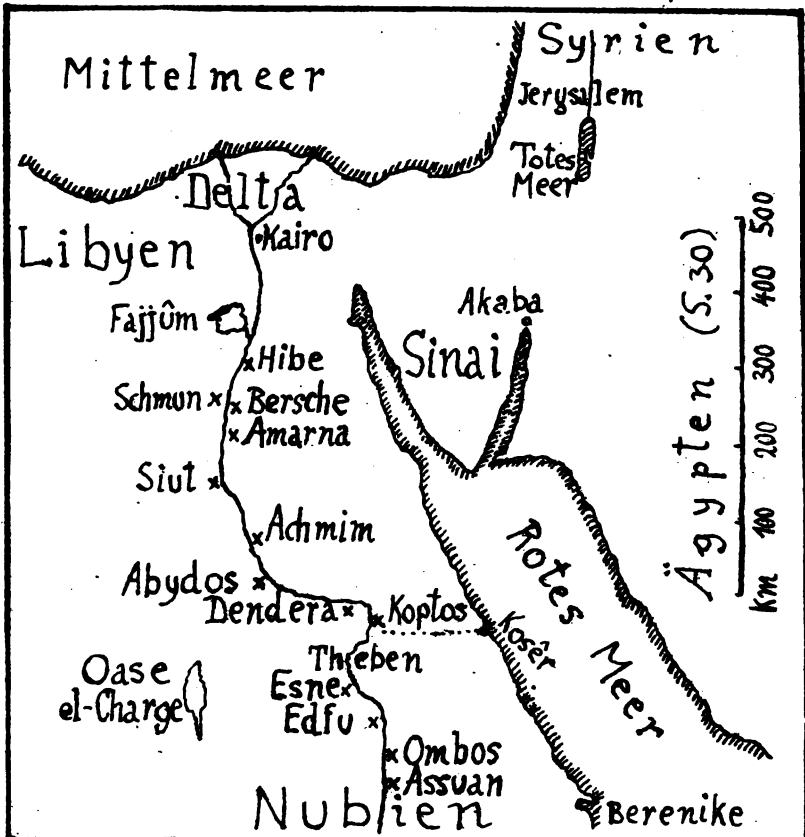 Syrien
Mittelmeer
Jerusalem
Totes
Meer
Delta
Libyen
Kairo
Fajjûm
Akaba
Sinai
Hibe
Schmun
Bersche
Amarna
Siut
Achmim
Abydos
Dendera
Koptos
Kosêr
Rotes Meer
Theben
Oase
el-Charge
Esne
Edfu
Ombos
Assuan
Nubien
Berenike
Ägypten (S.30)
km 100 200 300 400 500